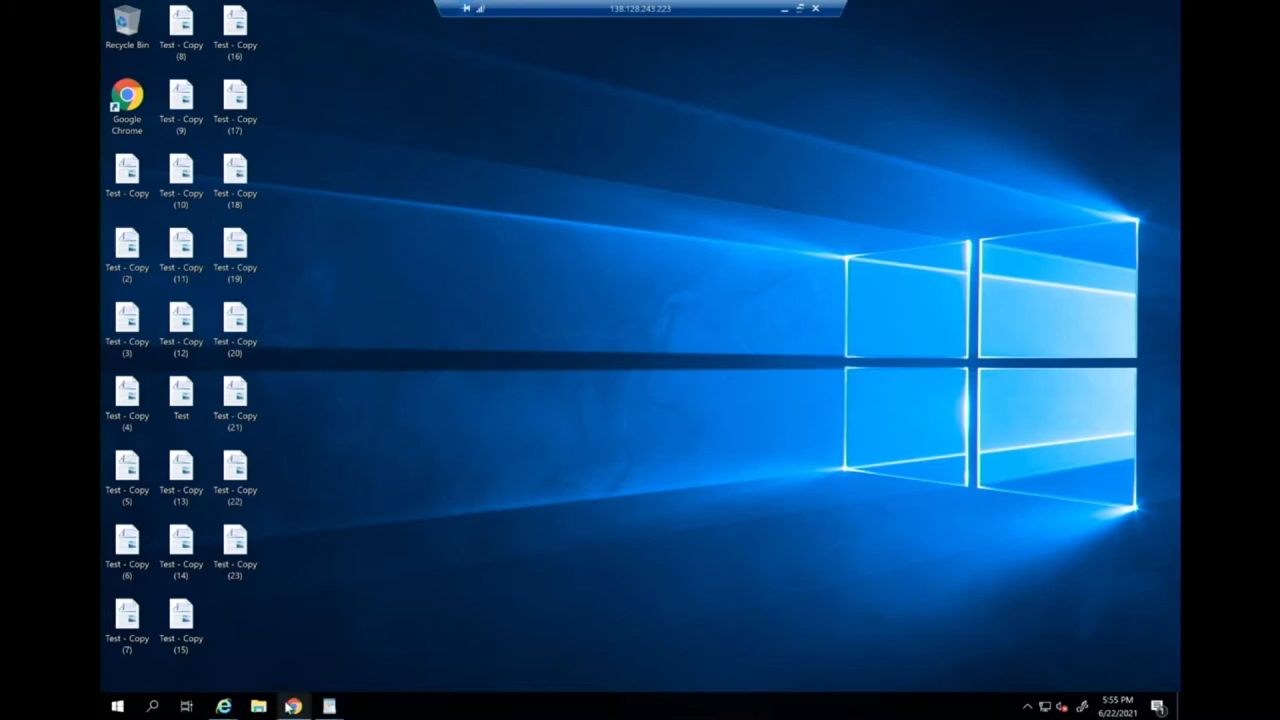 138.128.243.223
Recycle Bin
Test - Copy
(8)
Test - Copy
(16)
Google
Chrome
Test - Copy
(9)
Test - Copy
(17)
Test - Copy
Test - Copy
(10)
Test - Copy
(18)
Test - Copy
(2)
Test - Copy
(11)
Test - Copy
(19)
Test - Copy
(3)
Test - Copy
(12)
Test - Copy
(20)
Test - Copy
(4)
Test
Test - Copy
(21)
Test - Copy
(5)
Test - Copy
(13)
Test - Copy
(22)
Test - Copy
(6)
Test - Copy
(14)
Test - Copy
(23)
Test - Copy
(7)
Test - Copy
(15)
5:55 PM
6/22/2021